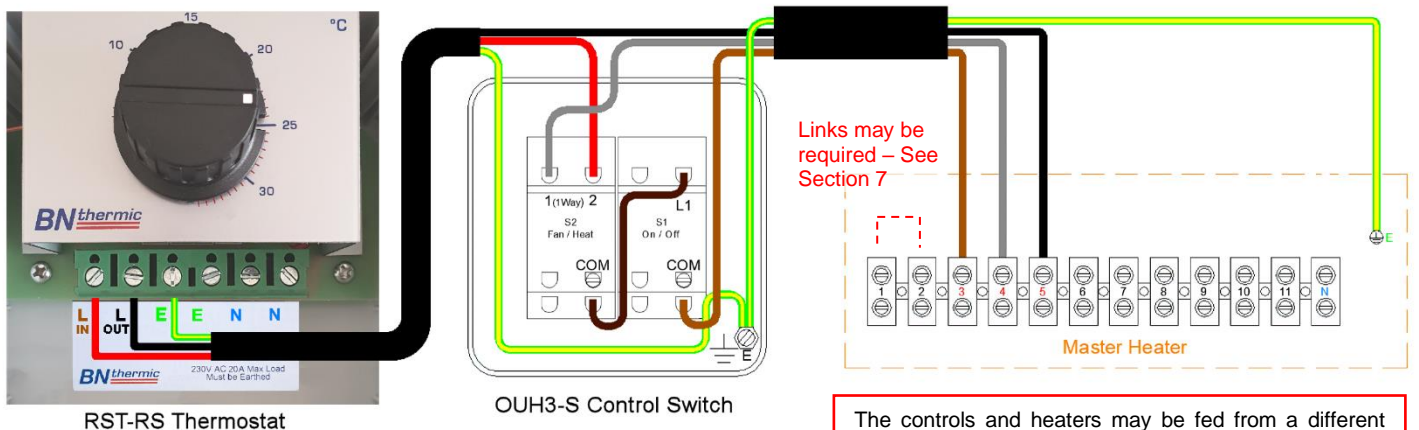 15
°C
10
20
25
30
BN thermic
L
IN
L
OUT
E
E
N
N
BN thermic
230V AC 20A Max Load
Must be Earthed
RST-RS Thermostat
1(1Way) 2
S2
Fan / Heat
COM
L1
S1
On / Off
COM
E
OUH3-S Control Switch
Links may be
required – See
Section 7
E
1 2 3 4 5 6 7 8 9 10 11 N
Master Heater
The controls and heaters may be fed from a different